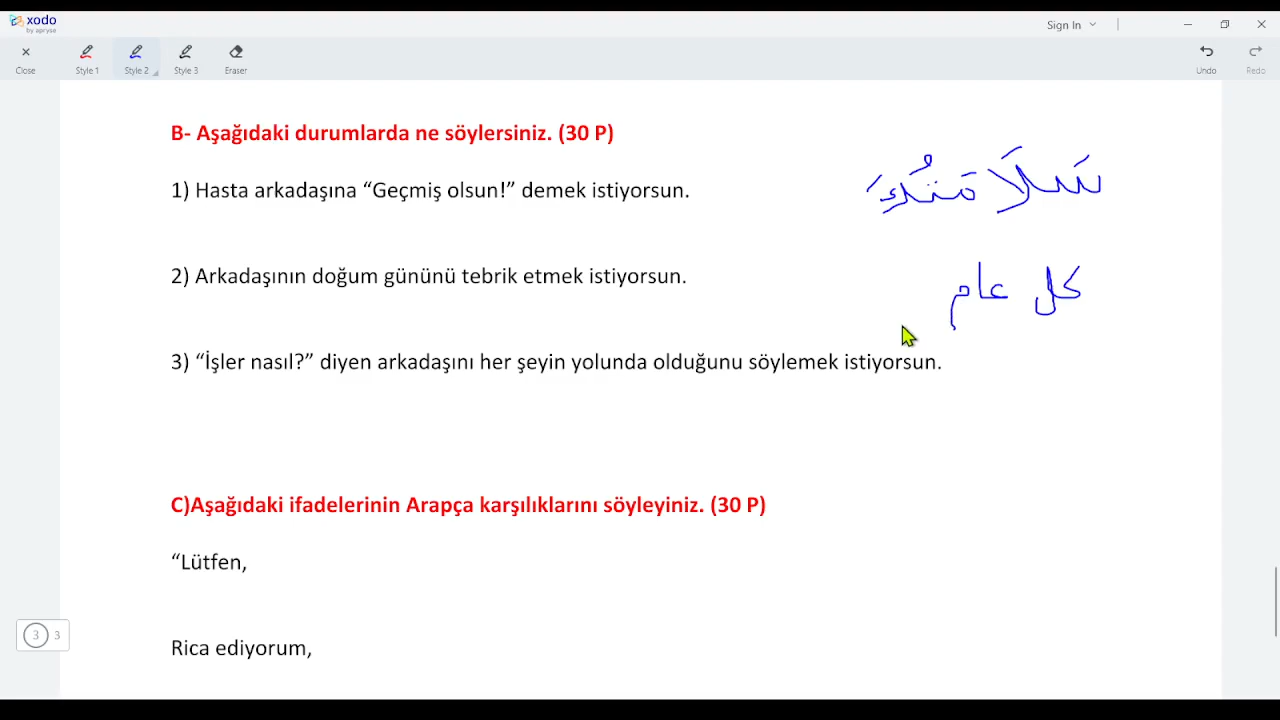 xodo
by apryse
Sign In
Close
Style 1
Style 2
Style 3
Eraser
Undo
Redo
B- Aşağıdaki durumlarda ne söylersiniz. (30 P)
1) Hasta arkadaşına “Geçmiş olsun!” demek istiyorsun.
سَلاَمَتُكَ
2) Arkadaşının doğum gününü tebrik etmek istiyorsun.
كل عام
3) “İşler nasıl?” diyen arkadaşını her şeyin yolunda olduğunu söylemek istiyorsun.
C)Aşağıdaki ifadelerinin Arapça karşılıklarını söyleyiniz. (30 P)
“Lütfen,
Rica ediyorum,
3 3